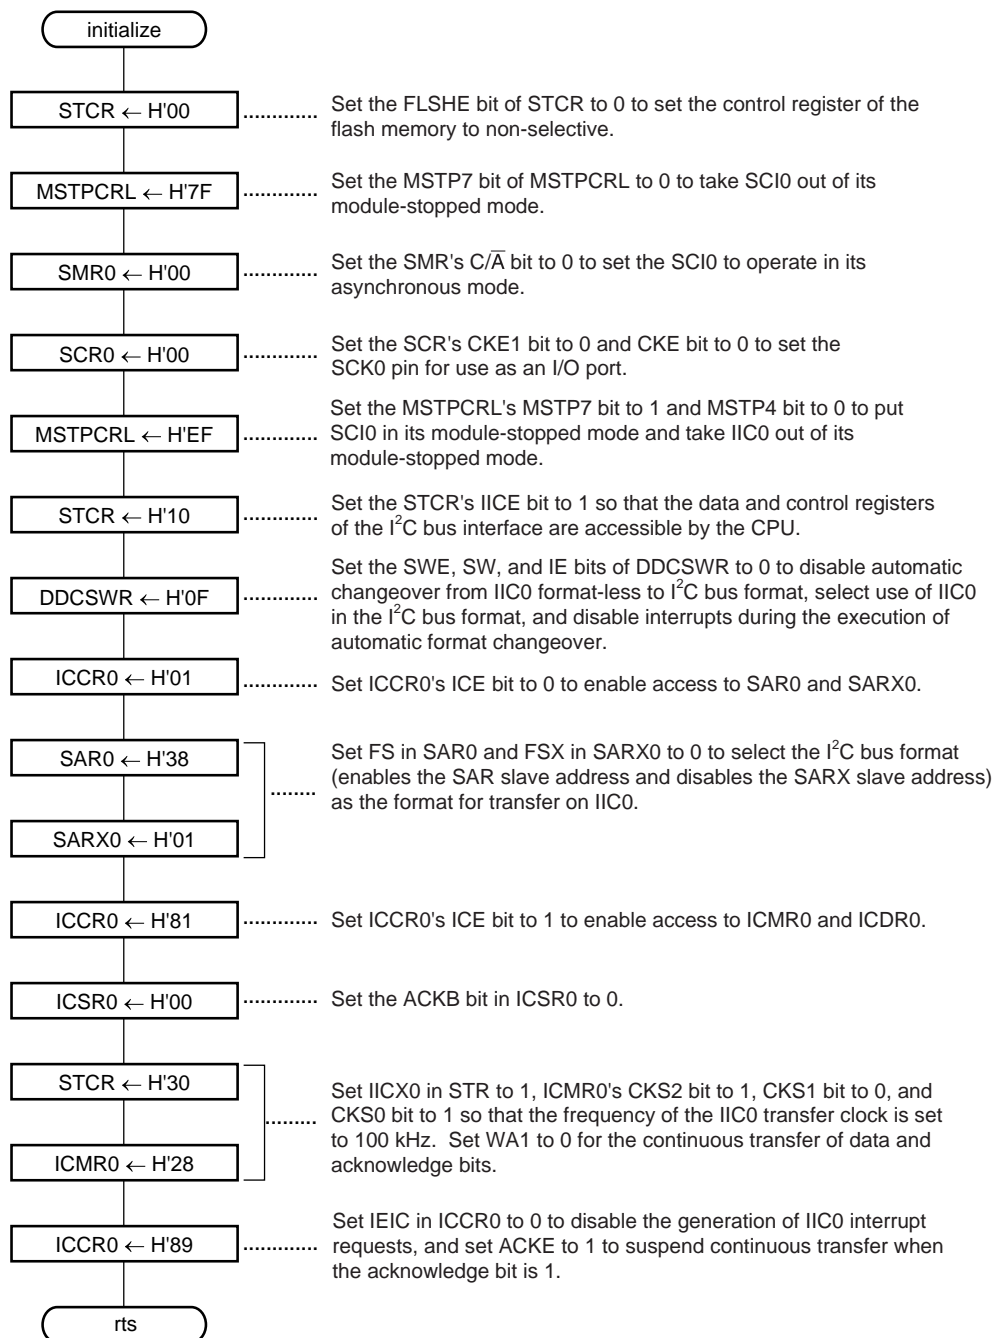 initialize
STCR ← H'00
Set the FLSHE bit of STCR to 0 to set the control register of the
flash memory to non-selective.
MSTPCRL ← H'7F
Set the MSTP7 bit of MSTPCRL to 0 to take SCI0 out of its
module-stopped mode.
SMR0 ← H'00
Set the SMR's C/A̅ bit to 0 to set the SCI0 to operate in its
asynchronous mode.
SCR0 ← H'00
Set the SCR's CKE1 bit to 0 and CKE bit to 0 to set the
SCK0 pin for use as an I/O port.
MSTPCRL ← H'EF
Set the MSTPCRL's MSTP7 bit to 1 and MSTP4 bit to 0 to put
SCI0 in its module-stopped mode and take IIC0 out of its
module-stopped mode.
STCR ← H'10
Set the STCR's IICE bit to 1 so that the data and control registers
of the I²C bus interface are accessible by the CPU.
DDCSWR ← H'0F
Set the SWE, SW, and IE bits of DDCSWR to 0 to disable automatic
changeover from IIC0 format-less to I²C bus format, select use of IIC0
in the I²C bus format, and disable interrupts during the execution of
automatic format changeover.
ICCR0 ← H'01
Set ICCR0's ICE bit to 0 to enable access to SAR0 and SARX0.
SAR0 ← H'38
SARX0 ← H'01
Set FS in SAR0 and FSX in SARX0 to 0 to select the I²C bus format
(enables the SAR slave address and disables the SARX slave address)
as the format for transfer on IIC0.
ICCR0 ← H'81
Set ICCR0's ICE bit to 1 to enable access to ICMR0 and ICDR0.
ICSR0 ← H'00
Set the ACKB bit in ICSR0 to 0.
STCR ← H'30
ICMR0 ← H'28
Set IICX0 in STR to 1, ICMR0's CKS2 bit to 1, CKS1 bit to 0, and
CKS0 bit to 1 so that the frequency of the IIC0 transfer clock is set
to 100 kHz.  Set WA1 to 0 for the continuous transfer of data and
acknowledge bits.
ICCR0 ← H'89
Set IEIC in ICCR0 to 0 to disable the generation of IIC0 interrupt
requests, and set ACKE to 1 to suspend continuous transfer when
the acknowledge bit is 1.
rts